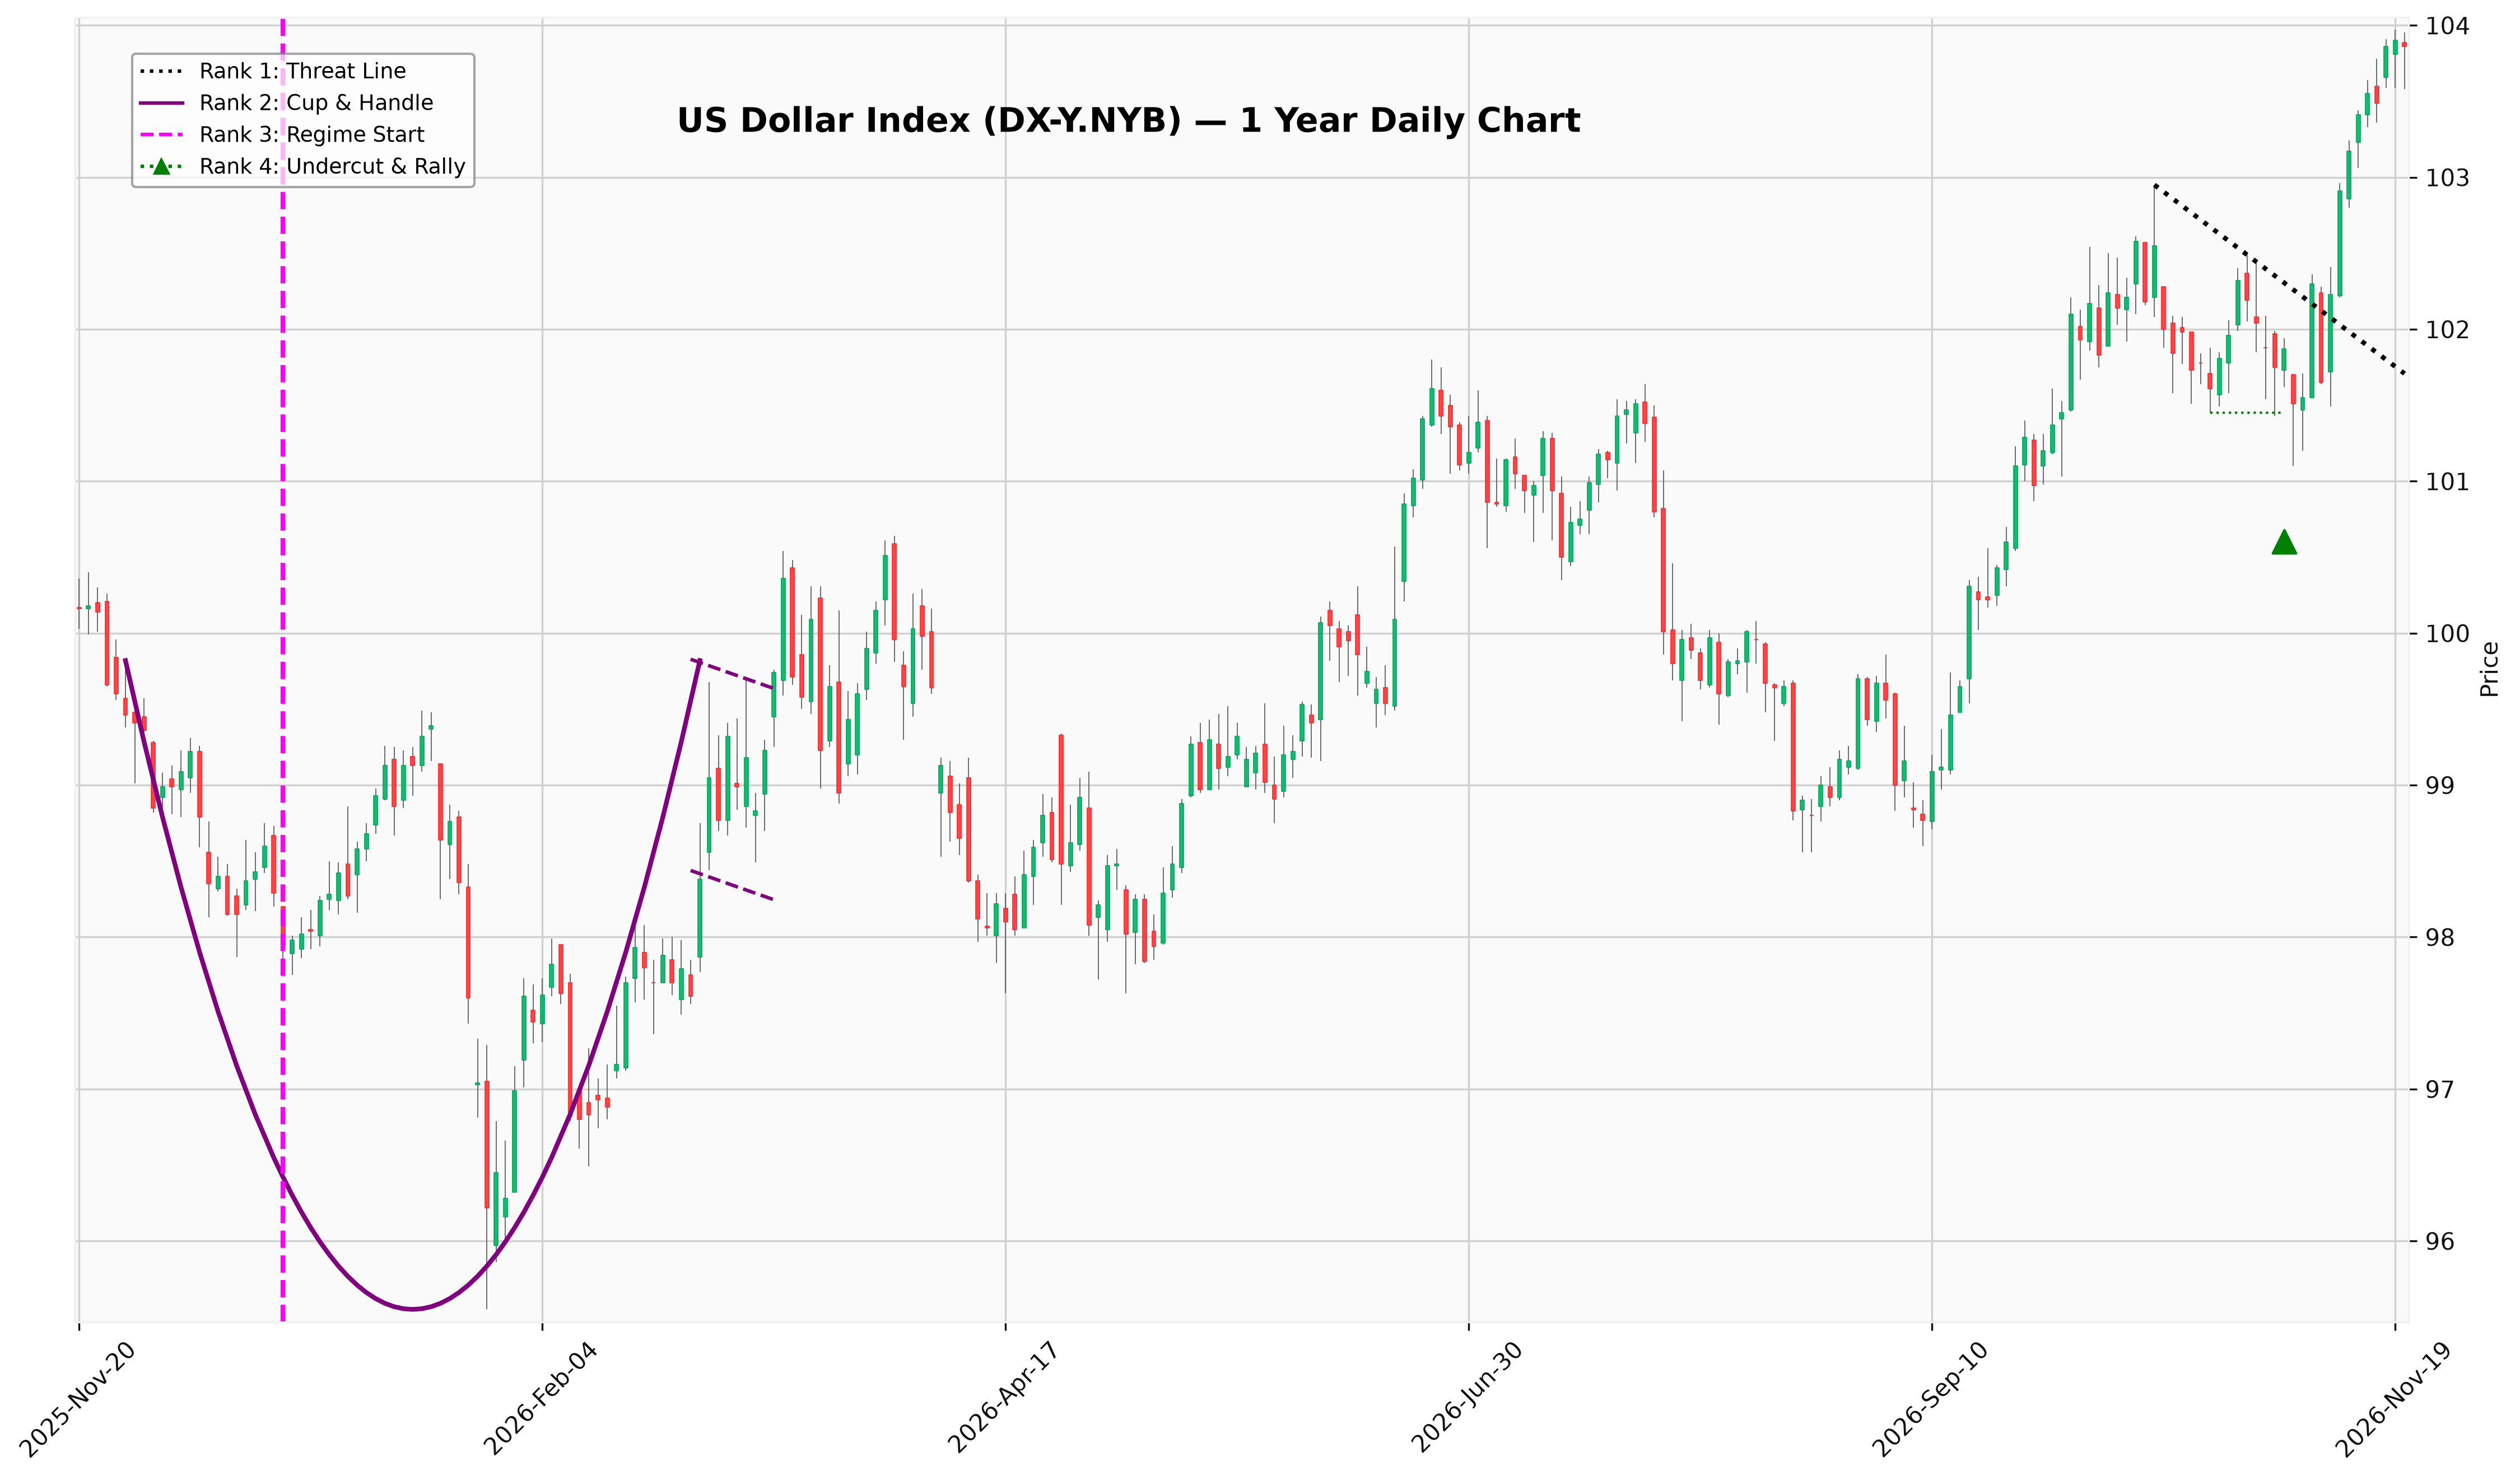 US Dollar Index (DX-Y.NYB) — 1 Year Daily Chart
Rank 1: Threat Line
Rank 2: Cup & Handle
Rank 3: Regime Start
Rank 4: Undercut & Rally
104
103
102
101
100
99
98
97
96
Price
2025-Nov-20
2026-Feb-04
2026-Apr-17
2026-Jun-30
2026-Sep-10
2026-Nov-19